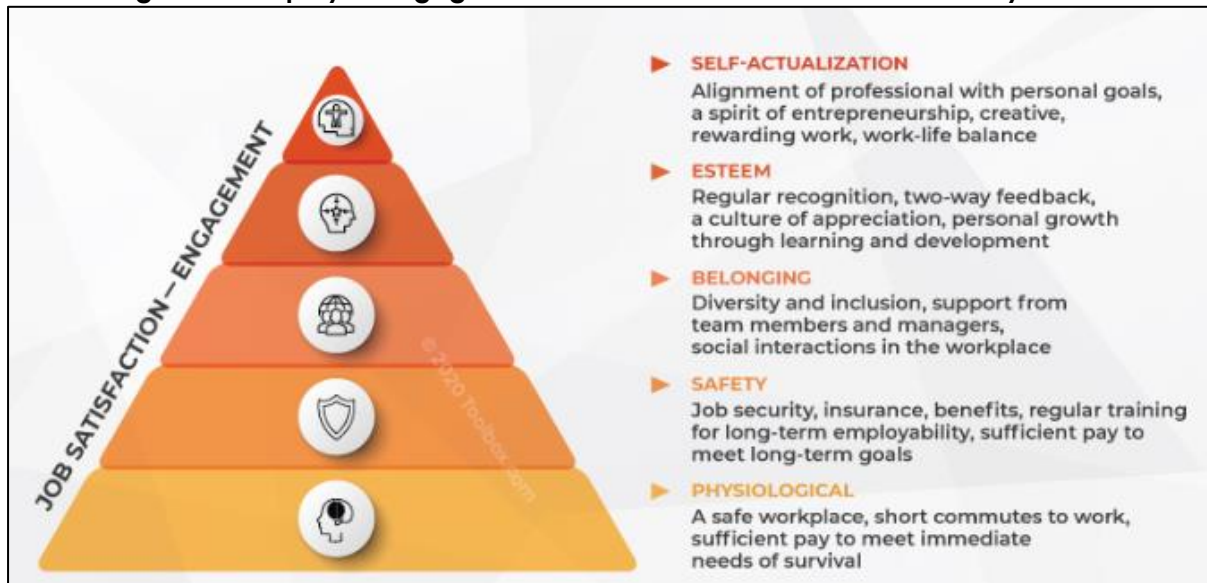 JOB SATISFACTION — ENGAGEMENT
SELF-ACTUALIZATION
Alignment of professional with personal goals,
a spirit of entrepreneurship, creative,
rewarding work, work-life balance
ESTEEM
Regular recognition, two-way feedback,
a culture of appreciation, personal growth
through learning and development
BELONGING
Diversity and inclusion, support from
team members and managers,
social interactions in the workplace
SAFETY
Job security, insurance, benefits, regular training
for long-term employability, sufficient pay to
meet long-term goals
PHYSIOLOGICAL
A safe workplace, short commutes to work,
sufficient pay to meet immediate
needs of survival
© 2020 Toolbox.com